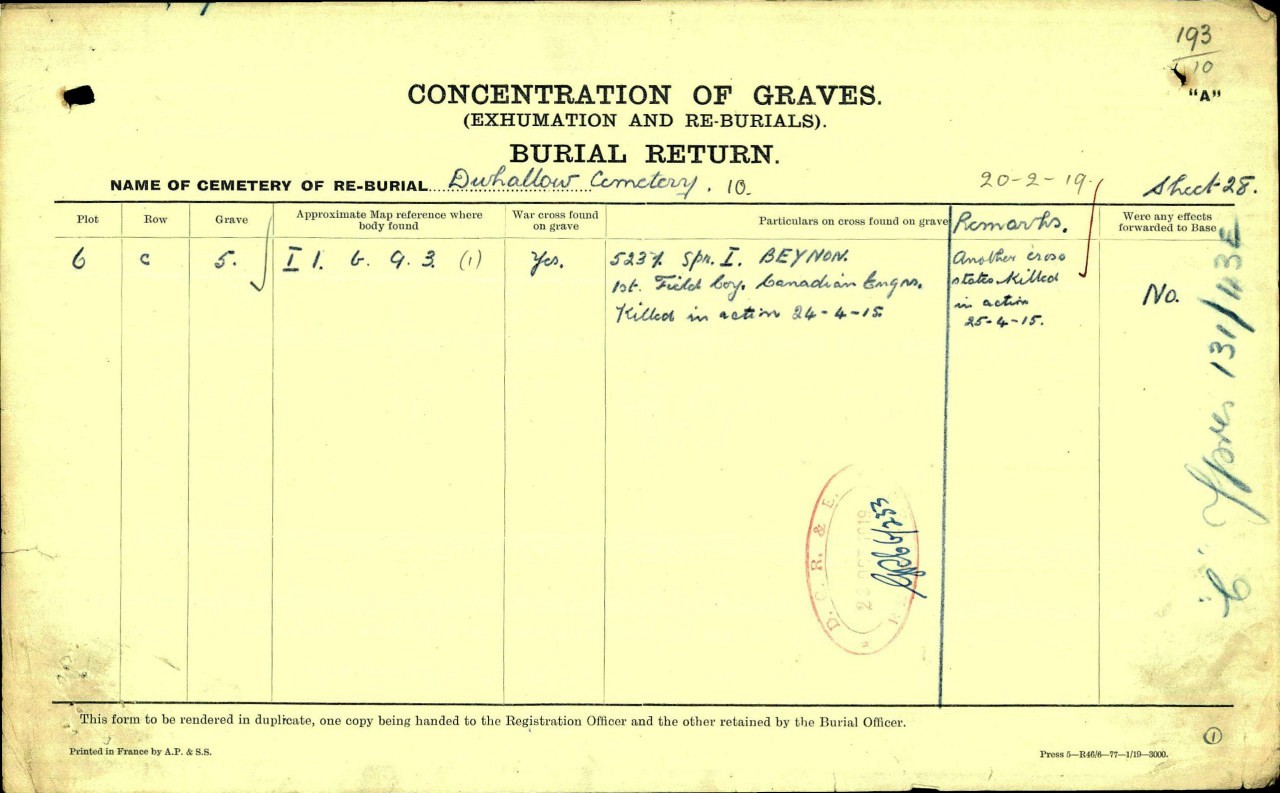 193
10
"A"
CONCENTRATION OF GRAVES.
(EXHUMATION AND RE-BURIALS).
BURIAL RETURN.
NAME OF CEMETERY OF RE-BURIAL Duhallow Cemetery. 10. 20-2-19. Sheet 28.
Plot Row Grave Approximate Map reference where body found War cross found on grave Particulars on cross found on grave Remarks. Were any effects forwarded to Base
6 c 5. I 1. b. 9. 3. (1) Yes. 5237. Spr. I. BEYNON. Another cross
1st. Field Coy. Canadian Engrs. states Killed No.
Killed in action 24-4-15 in action
25-4-15.
"C" Ypres 131/43E
D. G. R. & E.
This form to be rendered in duplicate, one copy being handed to the Registration Officer and the other retained by the Burial Officer.
1
Printed in France by A.P. & S.S. Press 5—R46/6—77—1/19—3000.